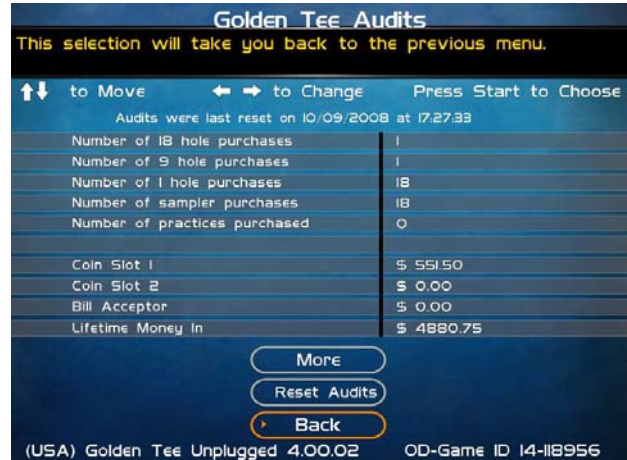 Golden Tee Audits
This selection will take you back to the previous menu.
to Move to Change Press Start to Choose
Audits were last reset on 10/09/2008 at 17:27:33
Number of 18 hole purchases 1
Number of 9 hole purchases 1
Number of 1 hole purchases 18
Number of sampler purchases 18
Number of practices purchased 0
Coin Slot 1 $ 551.50
Coin Slot 2 $ 0.00
Bill Acceptor $ 0.00
Lifetime Money In $ 4880.75
More
Reset Audits
Back
(USA) Golden Tee Unplugged 4.00.02 OD-Game ID 14-118956